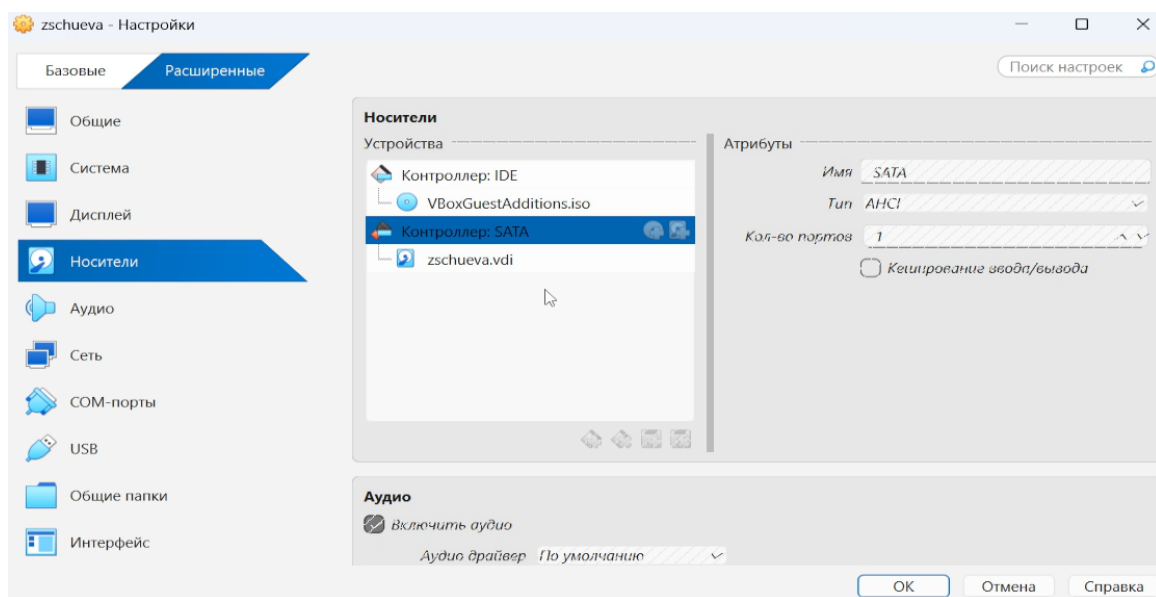 zschueva - Настройки
Базовые
Расширенные
Поиск настроек
Общие
Система
Дисплей
Носители
Аудио
Сеть
COM-порты
USB
Общие папки
Интерфейс
Носители
Устройства
Контроллер: IDE
VBoxGuestAdditions.iso
Контроллер: SATA
zschueva.vdi
Атрибуты
Имя SATA
Тип AHCI
Кол-во портов 1
Кеширование ввода/вывода
Аудио
Включить аудио
Аудио драйвер По умолчанию
ОК
Отмена
Справка